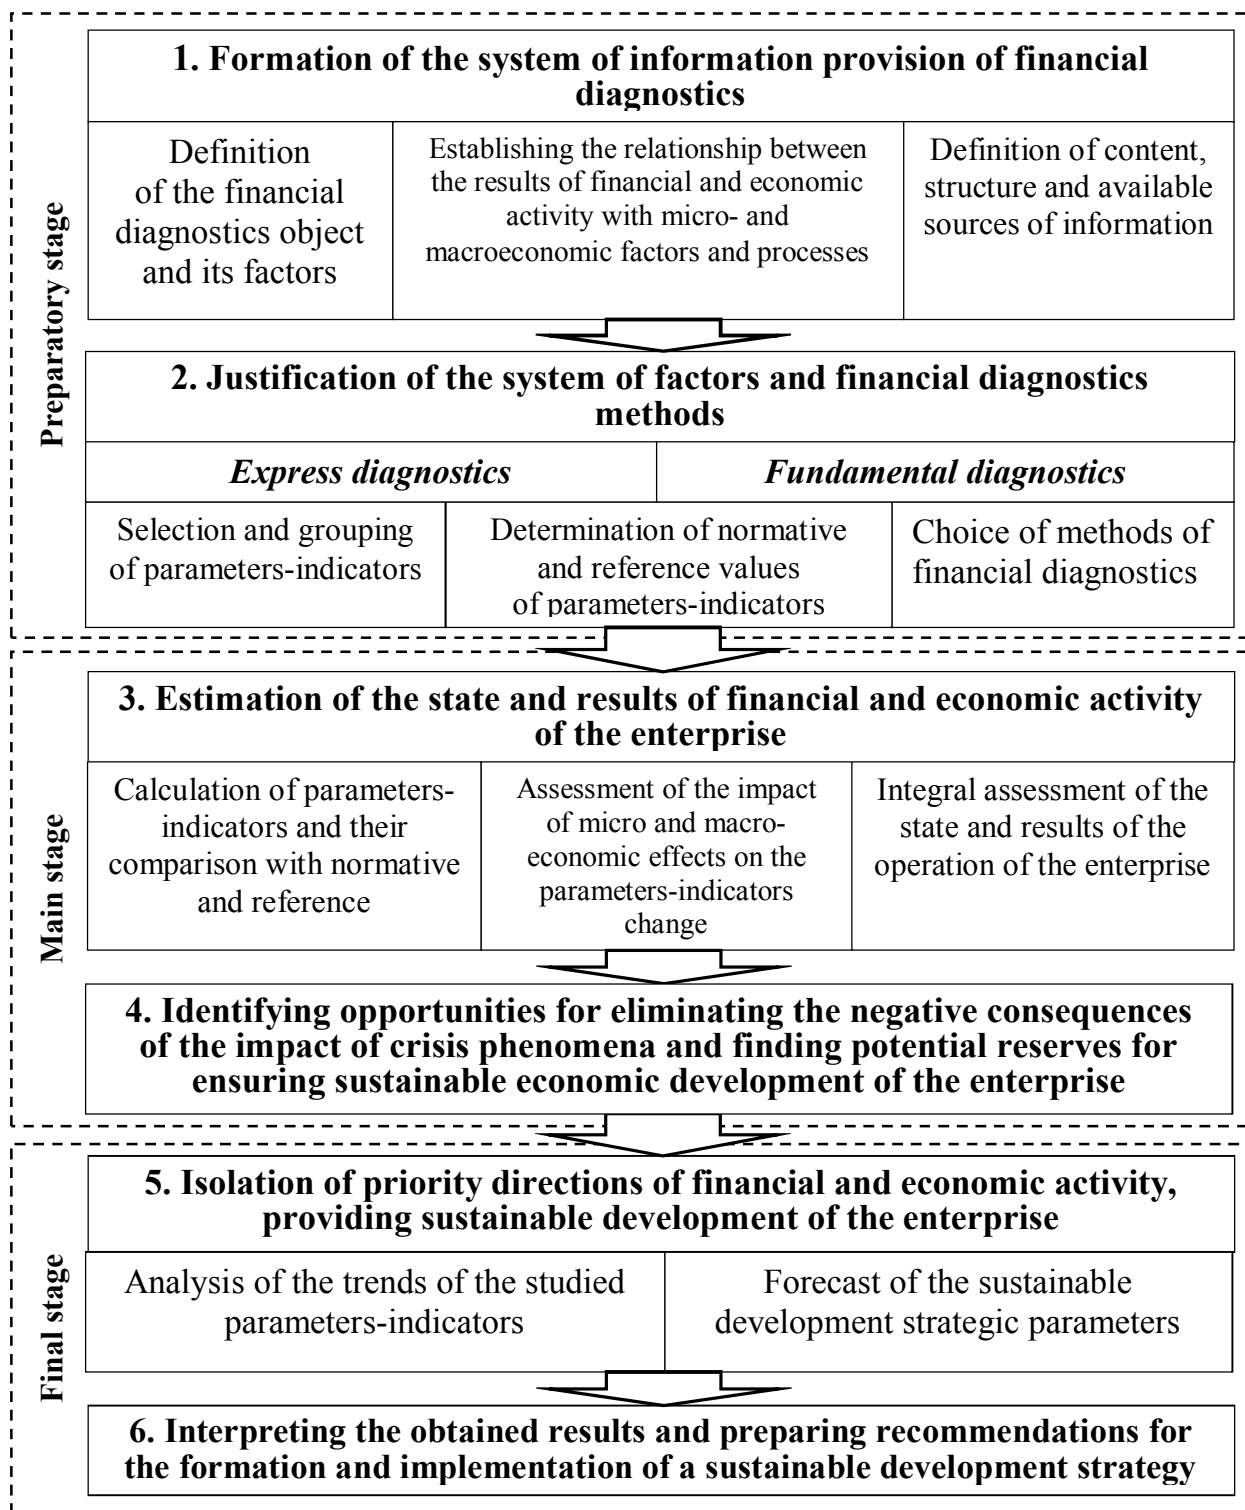 Preparatory stage
1. Formation of the system of information provision of financial
diagnostics
Definition
of the financial
diagnostics object
and its factors
Establishing the relationship between
the results of financial and economic
activity with micro- and
macroeconomic factors and processes
Definition of content,
structure and available
sources of information
2. Justification of the system of factors and financial diagnostics
methods
Express diagnostics
Fundamental diagnostics
Selection and grouping
of parameters-indicators
Determination of normative
and reference values
of parameters-indicators
Choice of methods of
financial diagnostics
Main stage
3. Estimation of the state and results of financial and economic activity
of the enterprise
Calculation of parameters-
indicators and their
comparison with normative
and reference
Assessment of the impact
of micro and macro-
economic effects on the
parameters-indicators
change
Integral assessment of the
state and results of the
operation of the enterprise
4. Identifying opportunities for eliminating the negative consequences
of the impact of crisis phenomena and finding potential reserves for
ensuring sustainable economic development of the enterprise
Final stage
5. Isolation of priority directions of financial and economic activity,
providing sustainable development of the enterprise
Analysis of the trends of the studied
parameters-indicators
Forecast of the sustainable
development strategic parameters
6. Interpreting the obtained results and preparing recommendations for
the formation and implementation of a sustainable development strategy